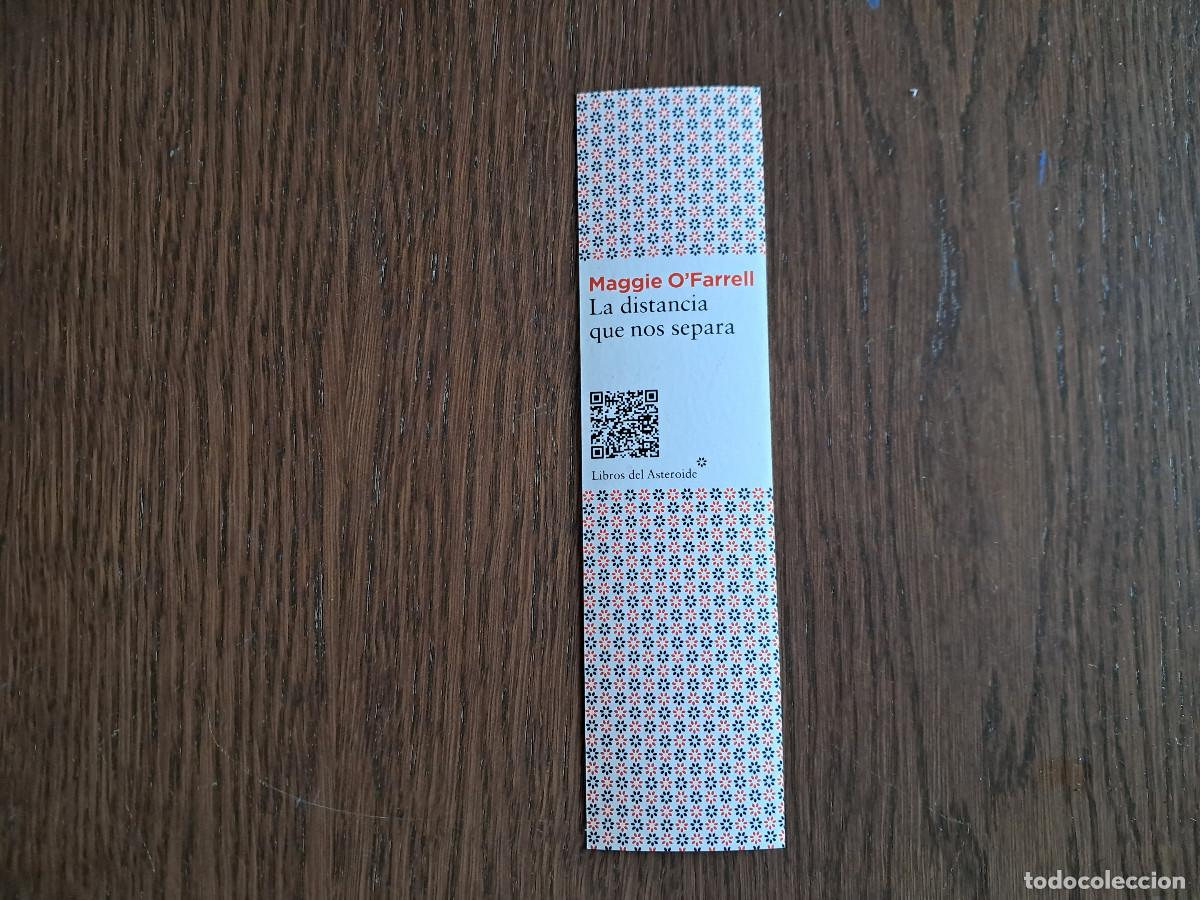 Maggie O'Farrell
La distancia
que nos separa
Libros del Asteroide
todocoleccion